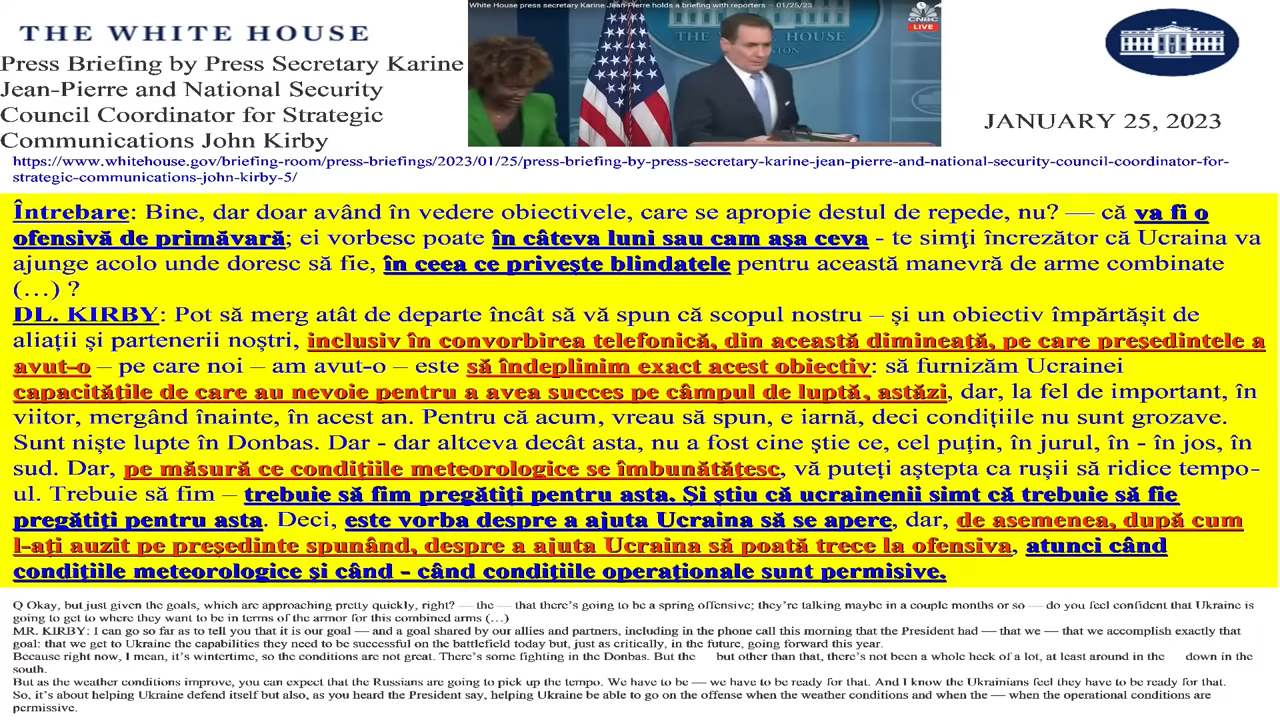 THE WHITE HOUSE
Press Briefing by Press Secretary Karine
Jean-Pierre and National Security
Council Coordinator for Strategic
Communications John Kirby
White House press secretary Karine Jean-Pierre holds a briefing with reporters — 01/25/23
CNBC
LIVE
JANUARY 25, 2023
https://www.whitehouse.gov/briefing-room/press-briefings/2023/01/25/press-briefing-by-press-secretary-karine-jean-pierre-and-national-security-council-coordinator-for-
strategic-communications-john-kirby-5/
Întrebare: Bine, dar doar având în vedere obiectivele, care se apropie destul de repede, nu? — că va fi o
ofensivă de primăvară; ei vorbesc poate în câteva luni sau cam aşa ceva - te simţi încrezător că Ucraina va
ajunge acolo unde doresc să fie, în ceea ce priveşte blindatele pentru această manevră de arme combinate
(…) ?
DL. KIRBY: Pot să merg atât de departe încât să vă spun că scopul nostru – și un obiectiv împărtășit de
aliații și partenerii noștri, inclusiv în convorbirea telefonică, din această dimineață, pe care președintele a
avut-o – pe care noi – am avut-o – este să îndeplinim exact acest obiectiv: să furnizăm Ucrainei
capacitățile de care au nevoie pentru a avea succes pe câmpul de luptă, astăzi, dar, la fel de important, în
viitor, mergând înainte, în acest an. Pentru că acum, vreau să spun, e iarnă, deci condițiile nu sunt grozave.
Sunt nişte lupte în Donbas. Dar - dar altceva decât asta, nu a fost cine ştie ce, cel puţin, în jurul, în - în jos, în
sud. Dar, pe măsură ce condiţiile meteorologice se îmbunătăţesc, vă puteți aștepta ca rușii să ridice tempo-
ul. Trebuie să fim – trebuie să fim pregătiţi pentru asta. Şi ştiu că ucrainenii simt că trebuie să fie
pregătiţi pentru asta. Deci, este vorba despre a ajuta Ucraina să se apere, dar, de asemenea, după cum
l-ați auzit pe președinte spunând, despre a ajuta Ucraina să poată trece la ofensiva, atunci când
condiţiile meteorologice şi când - când condiţiile operaţionale sunt permisive.
Q Okay, but just given the goals, which are approaching pretty quickly, right? — the — that there's going to be a spring offensive; they're talking maybe in a couple months or so — do you feel confident that Ukraine is
going to get to where they want to be in terms of the armor for this combined arms (…)
MR. KIRBY: I can go so far as to tell you that it is our goal — and a goal shared by our allies and partners, including in the phone call this morning that the President had — that we — that we accomplish exactly that
goal: that we get to Ukraine the capabilities they need to be successful on the battlefield today but, just as critically, in the future, going forward this year.
Because right now, I mean, it's wintertime, so the conditions are not great. There's some fighting in the Donbas. But the but other than that, there's not been a whole heck of a lot, at least around in the down in the
south.
But as the weather conditions improve, you can expect that the Russians are going to pick up the tempo. We have to be — we have to be ready for that. And I know the Ukrainians feel they have to be ready for that.
So, it's about helping Ukraine defend itself but also, as you heard the President say, helping Ukraine be able to go on the offense when the weather conditions and when the — when the operational conditions are
permissive.